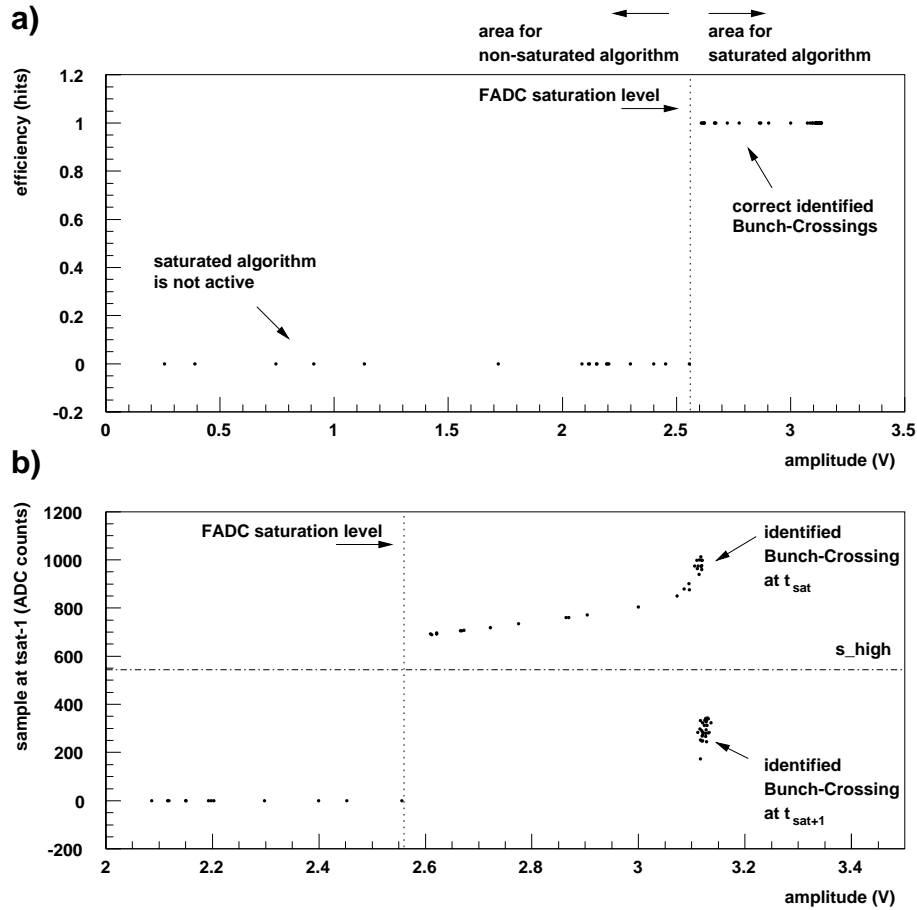 a)
area for
non-saturated algorithm
area for
saturated algorithm
FADC saturation level
efficiency (hits)
1.2
1
0.8
0.6
0.4
0.2
0
-0.2
correct identified
Bunch-Crossings
saturated algorithm
is not active
0 0.5 1 1.5 2 2.5 3 3.5
amplitude (V)
b)
sample at tsat-1 (ADC counts)
1200
1000
800
600
400
200
0
-200
FADC saturation level
identified
Bunch-Crossing
at t sat
s_high
identified
Bunch-Crossing
at t sat+1
2 2.2 2.4 2.6 2.8 3 3.2 3.4
amplitude (V)